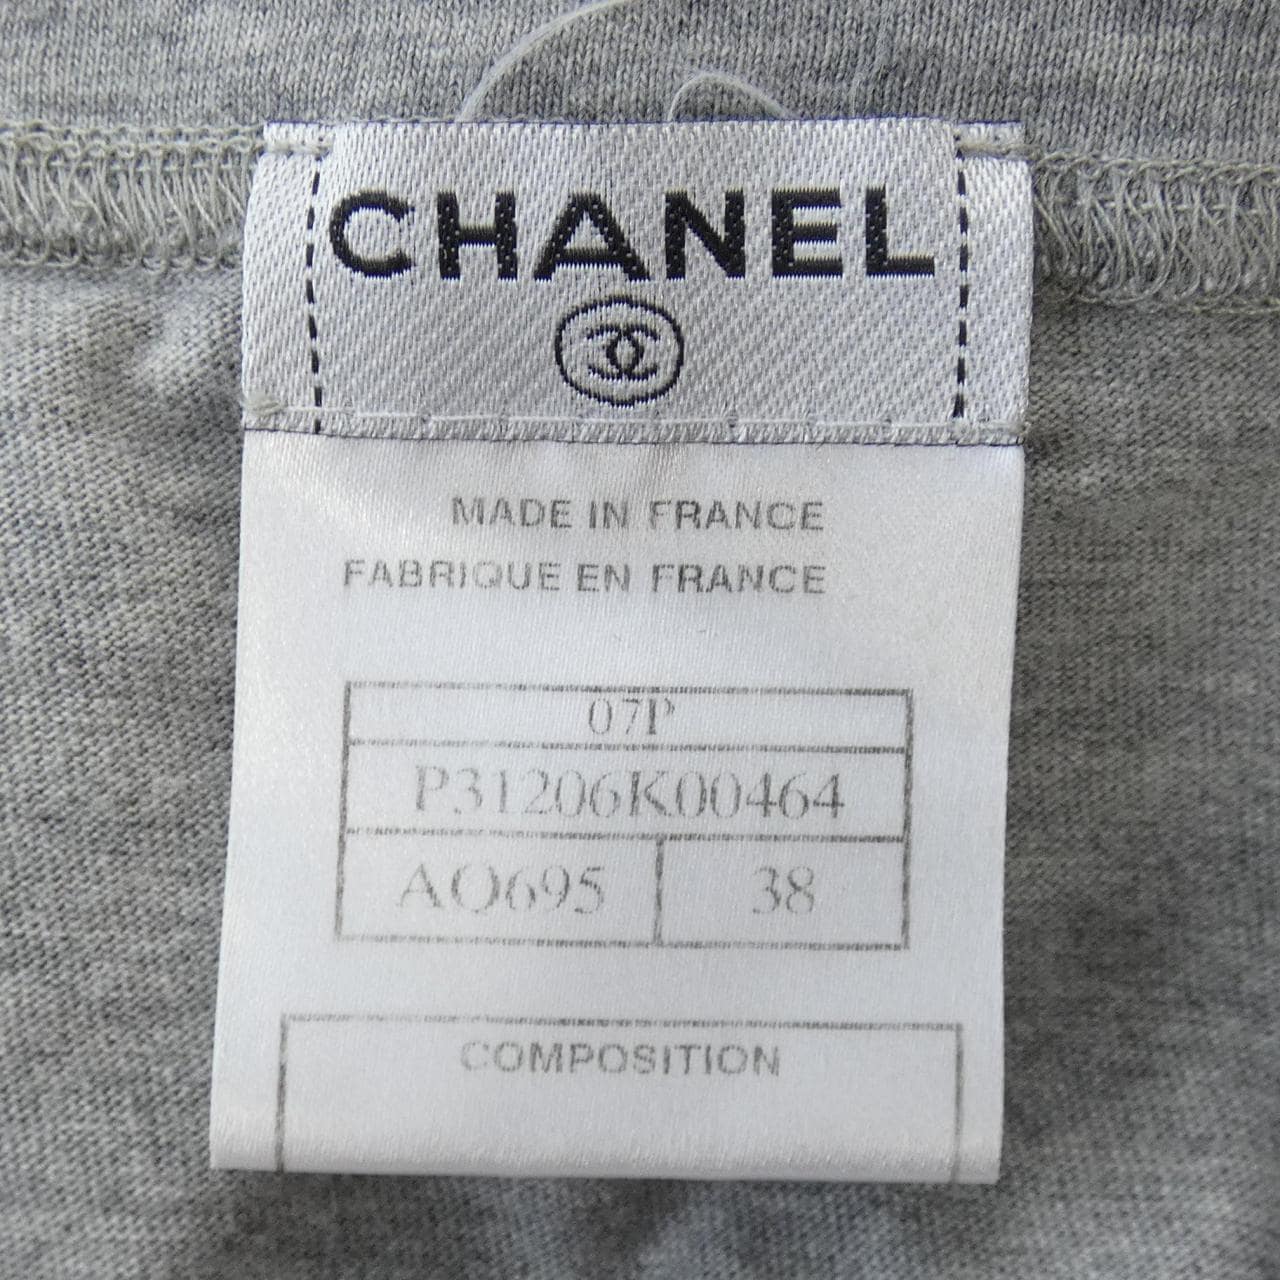 CHANEL
MADE IN FRANCE
FABRIQUE EN FRANCE
07P
P31206K00464
AO695 38
COMPOSITION